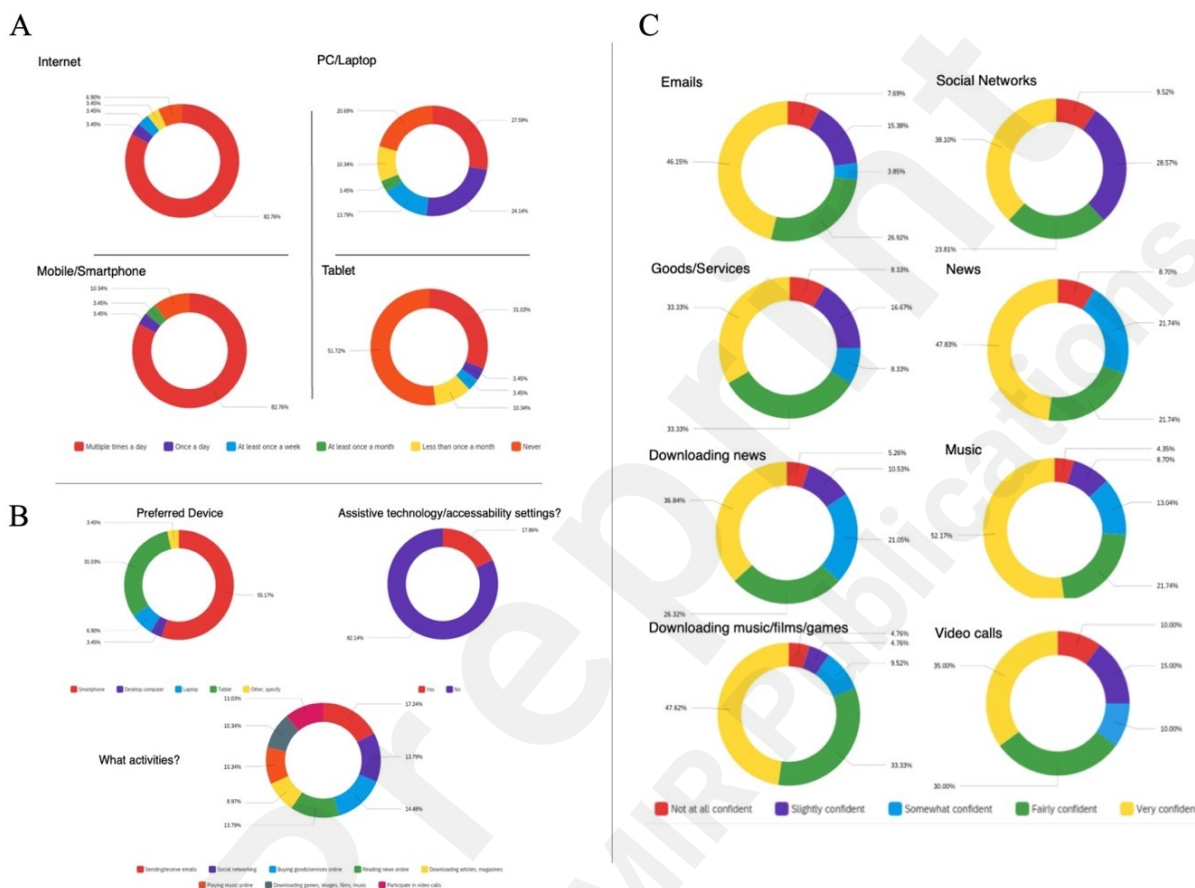 A
Internet
6.90%
3.45%
3.45%
3.45%
82.76%
PC/Laptop
20.69%
27.59%
10.34%
3.45%
13.79%
24.14%
Mobile/Smartphone
10.34%
3.45%
3.45%
82.76%
Tablet
31.03%
51.72%
3.45%
3.45%
10.34%
Multiple times a day
Once a day
At least once a week
At least once a month
Less than once a month
Never
B
Preferred Device
3.45%
31.03%
55.17%
6.90%
3.45%
Smartphone
Desktop computer
Laptop
Tablet
Other, specify
Assistive technology/accessability settings?
17.86%
82.14%
Yes
No
What activities?
11.03%
17.24%
10.34%
13.79%
10.34%
8.97%
14.48%
13.79%
Sending/receive emails
Social networking
Buying goods/services online
Reading news online
Downloading articles, magazines
Playing music online
Downloading games, images, films, music
Participate in video calls
C
Emails
7.69%
15.38%
46.15%
3.85%
26.92%
Social Networks
9.52%
38.10%
28.57%
23.81%
Goods/Services
8.33%
33.33%
16.67%
8.33%
33.33%
News
8.70%
21.74%
47.83%
21.74%
Downloading news
5.26%
10.53%
36.84%
21.05%
26.32%
Music
4.35%
8.70%
13.04%
52.17%
21.74%
Downloading music/films/games
4.76%
4.76%
9.52%
47.62%
33.33%
Video calls
10.00%
35.00%
15.00%
10.00%
30.00%
Not at all confident
Slightly confident
Somewhat confident
Fairly confident
Very confiden
Preprint
JMIR Publications